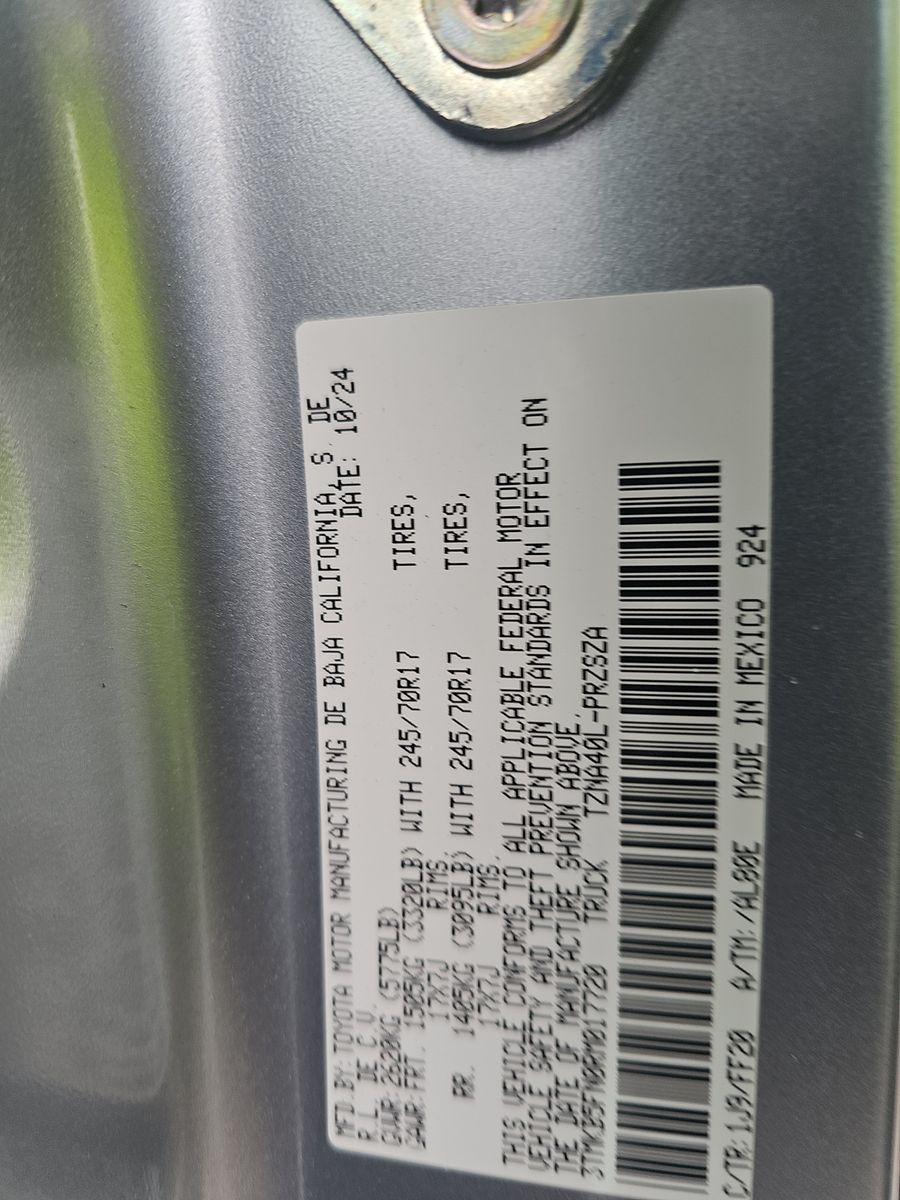 MFD.BY:TOYOTA MOTOR MANUFACTURING DE BAJA CALIFORNIA, S. DE
R.L. DE C.V. DATE: 10/24
GVWR:2620KG (5775LB)
GAWR:FRT. 1505KG (3320LB) WITH 245/70R17 TIRES,
17X7J RIMS,
RR. 1405KG (3095LB) WITH 245/70R17 TIRES,
17X7J RIMS.
THIS VEHICLE CONFORMS TO ALL APPLICABLE FEDERAL MOTOR
VEHICLE SAFETY AND THEFT PREVENTION STANDARDS IN EFFECT ON
THE DATE OF MANUFACTURE SHOWN ABOVE.
TRUCK TZNA40L-PRZSZA
C/TR:1J9/FF20 A/TM:/AL80E MADE IN MEXICO 924